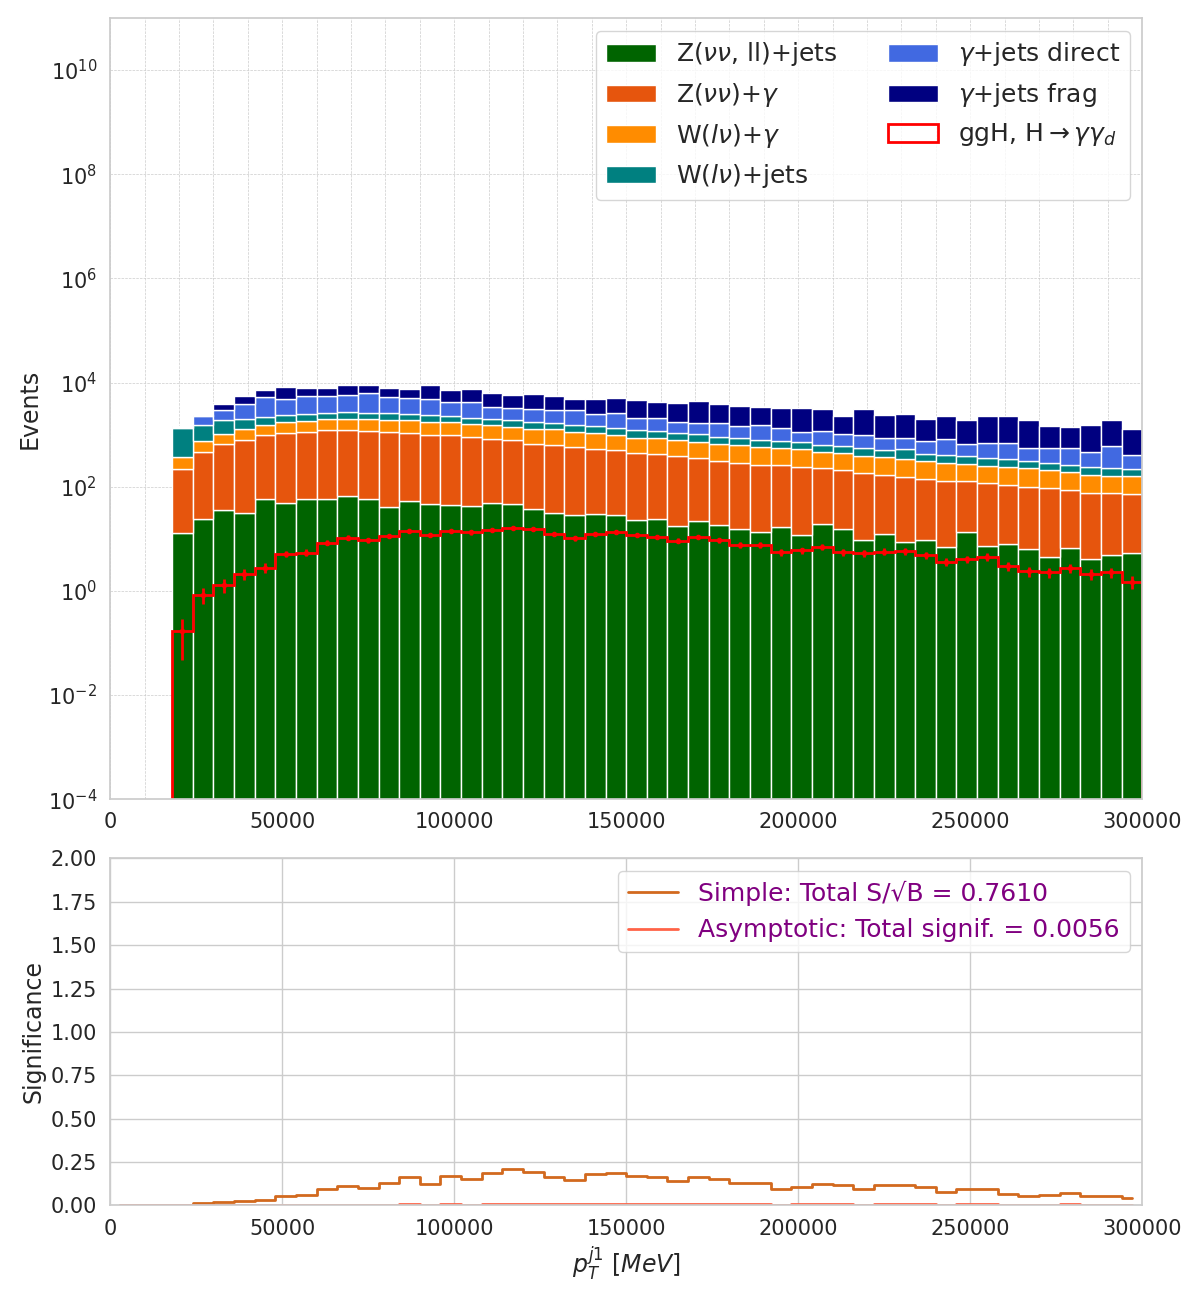 Z(νν, ll)+jets
Z(νν)+γ
W(lν)+γ
W(lν)+jets
γ+jets direct
γ+jets frag
ggH, H→γγ_d
Events
10^10
10^8
10^6
10^4
10^2
10^0
10^−2
10^−4
0 50000 100000 150000 200000 250000 300000
Simple: Total S/√B = 0.7610
Asymptotic: Total signif. = 0.0056
Significance
2.00
1.75
1.50
1.25
1.00
0.75
0.50
0.25
0.00
0 50000 100000 150000 200000 250000 300000
p_T^{j1} [MeV]